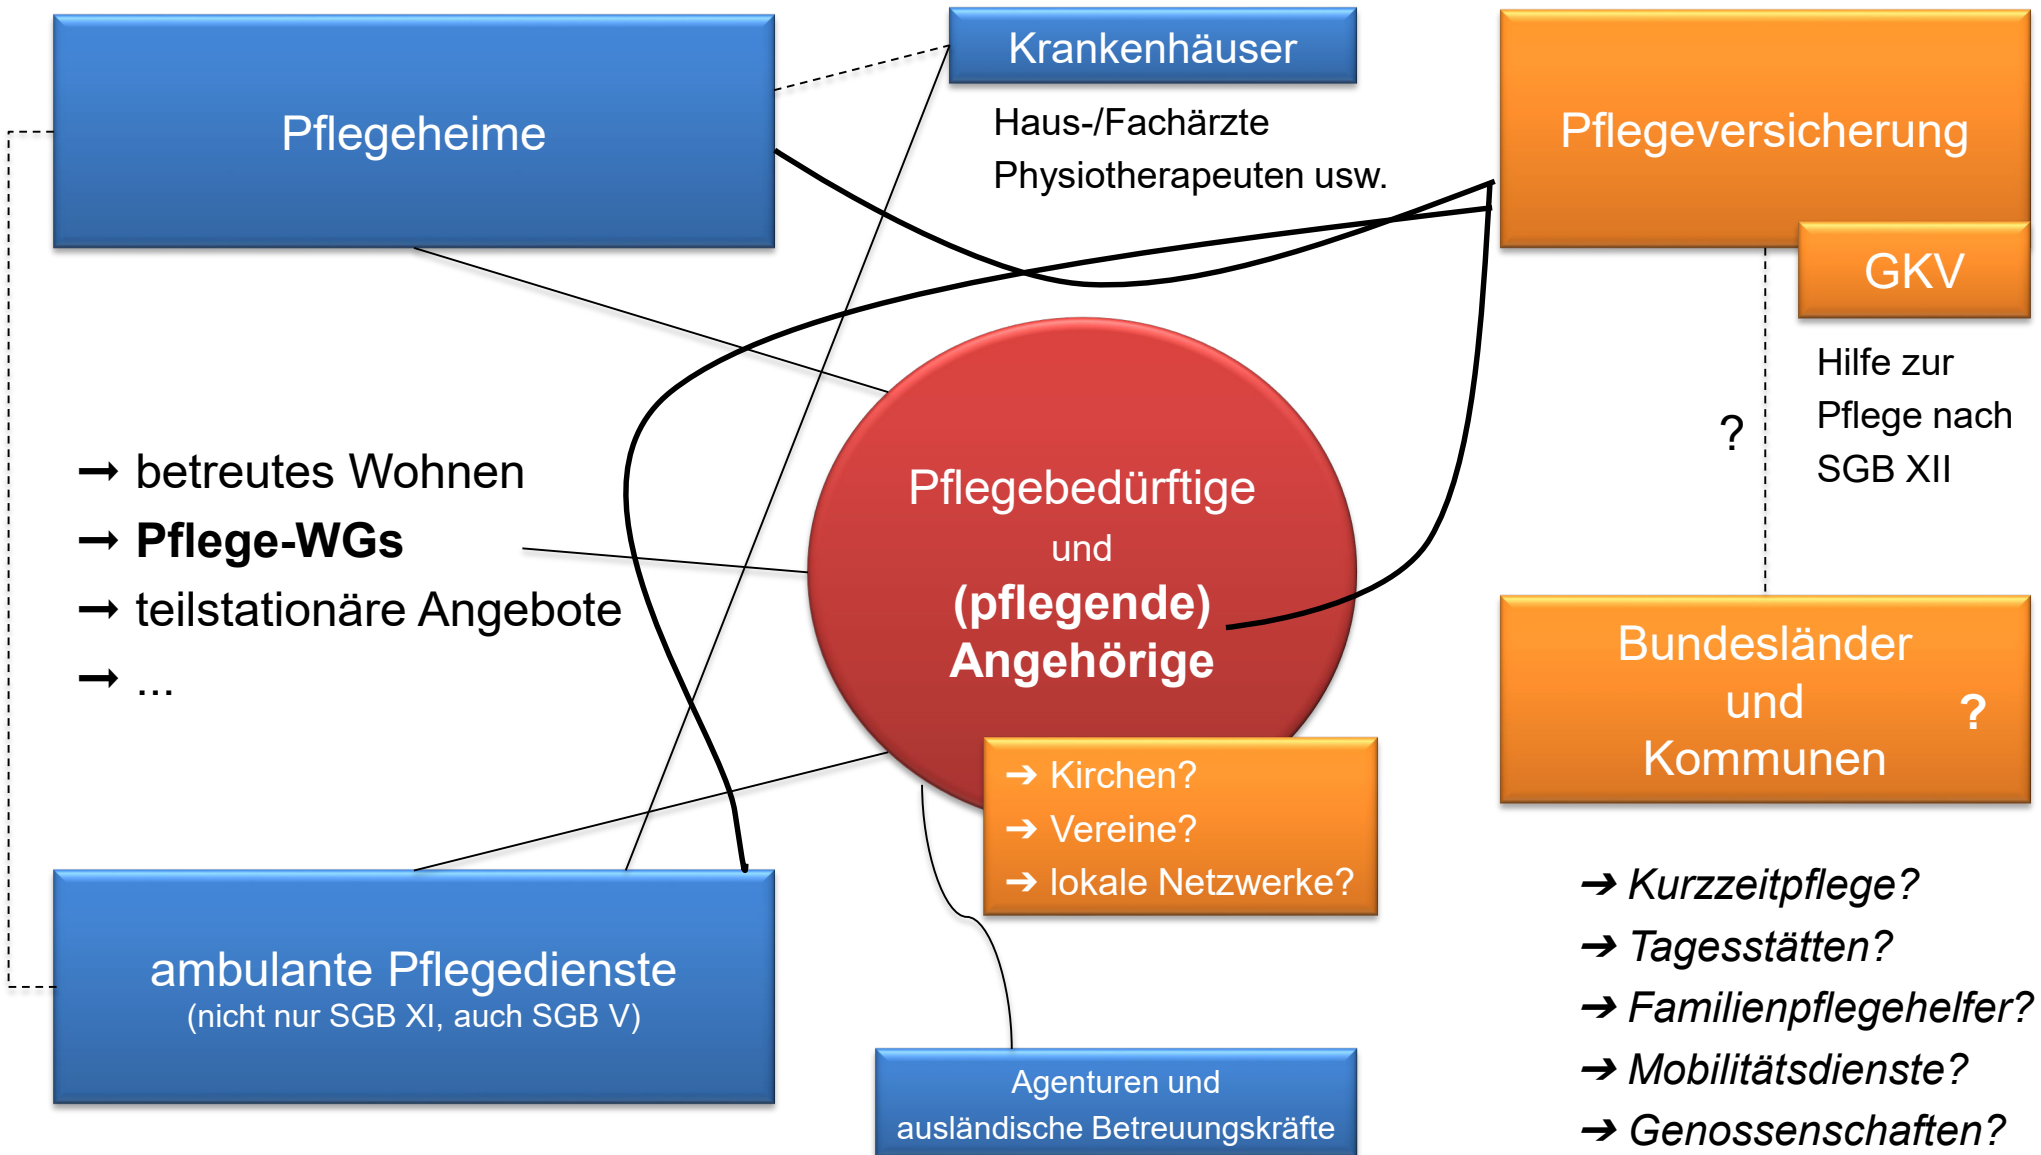 Pflegeheime
Krankenhäuser
Haus-/Fachärzte
Physiotherapeuten usw.
Pflegeversicherung
GKV
Hilfe zur
Pflege nach
SGB XII
?
➞ betreutes Wohnen
➞ Pflege-WGs
➞ teilstationäre Angebote
➞ ...
Pflegebedürftige
und
(pflegende)
Angehörige
➔ Kirchen?
➔ Vereine?
➔ lokale Netzwerke?
Bundesländer
und ?
Kommunen
ambulante Pflegedienste
(nicht nur SGB XI, auch SGB V)
Agenturen und
ausländische Betreuungskräfte
➔ Kurzzeitpflege?
➔ Tagesstätten?
➔ Familienpflegehelfer?
➔ Mobilitätsdienste?
➔ Genossenschaften?